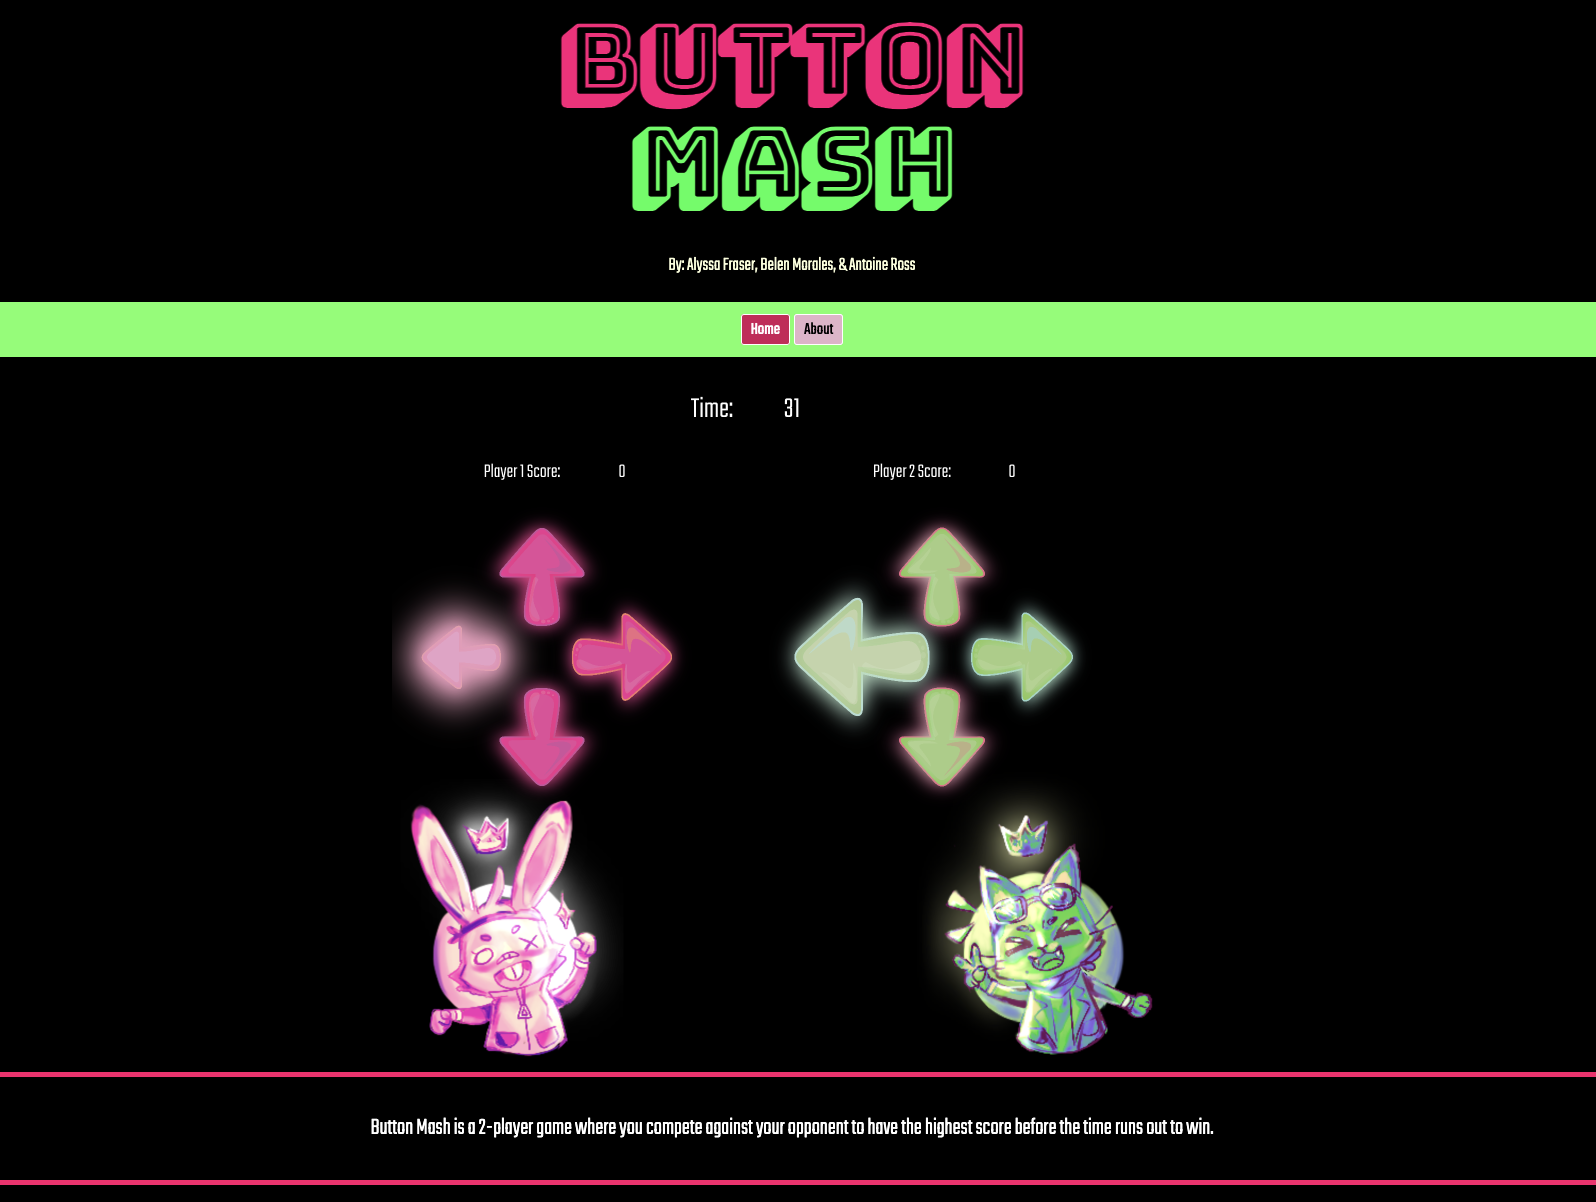 BUTTON
MASH
By: Alyssa Fraser, Belen Morales, & Antoine Ross
Home About
Time: 31
Player 1 Score: 0 Player 2 Score: 0
Button Mash is a 2-player game where you compete against your opponent to have the highest score before the time runs out to win.